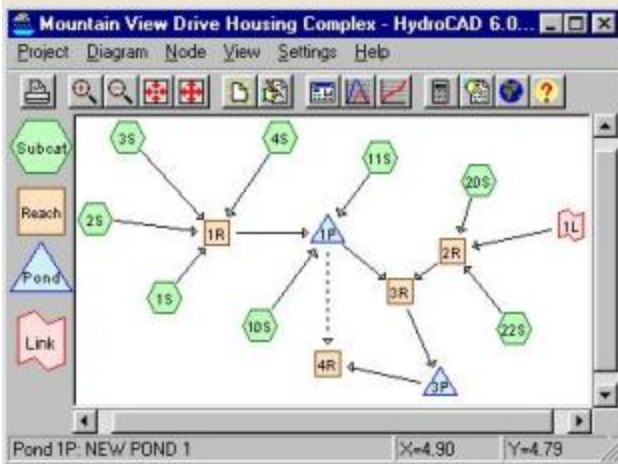 Mountain View Drive Housing Complex - HydroCAD 6.0...
Project Diagram Node View Settings Help
Subcat
Reach
Pond
Link
3S
4S
11S
20S
2S
1R
1P
1L
2R
1S
3R
10S
22S
4R
3P
Pond 1P: NEW POND 1 X=4.90 Y=4.79